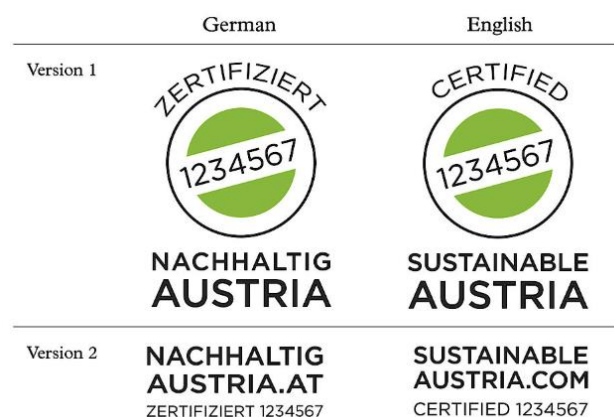 German English
Version 1
ZERTIFIZIERT CERTIFIED
1234567 1234567
NACHHALTIG SUSTAINABLE
AUSTRIA AUSTRIA
Version 2
NACHHALTIG SUSTAINABLE
AUSTRIA.AT AUSTRIA.COM
ZERTIFIZIERT 1234567 CERTIFIED 1234567